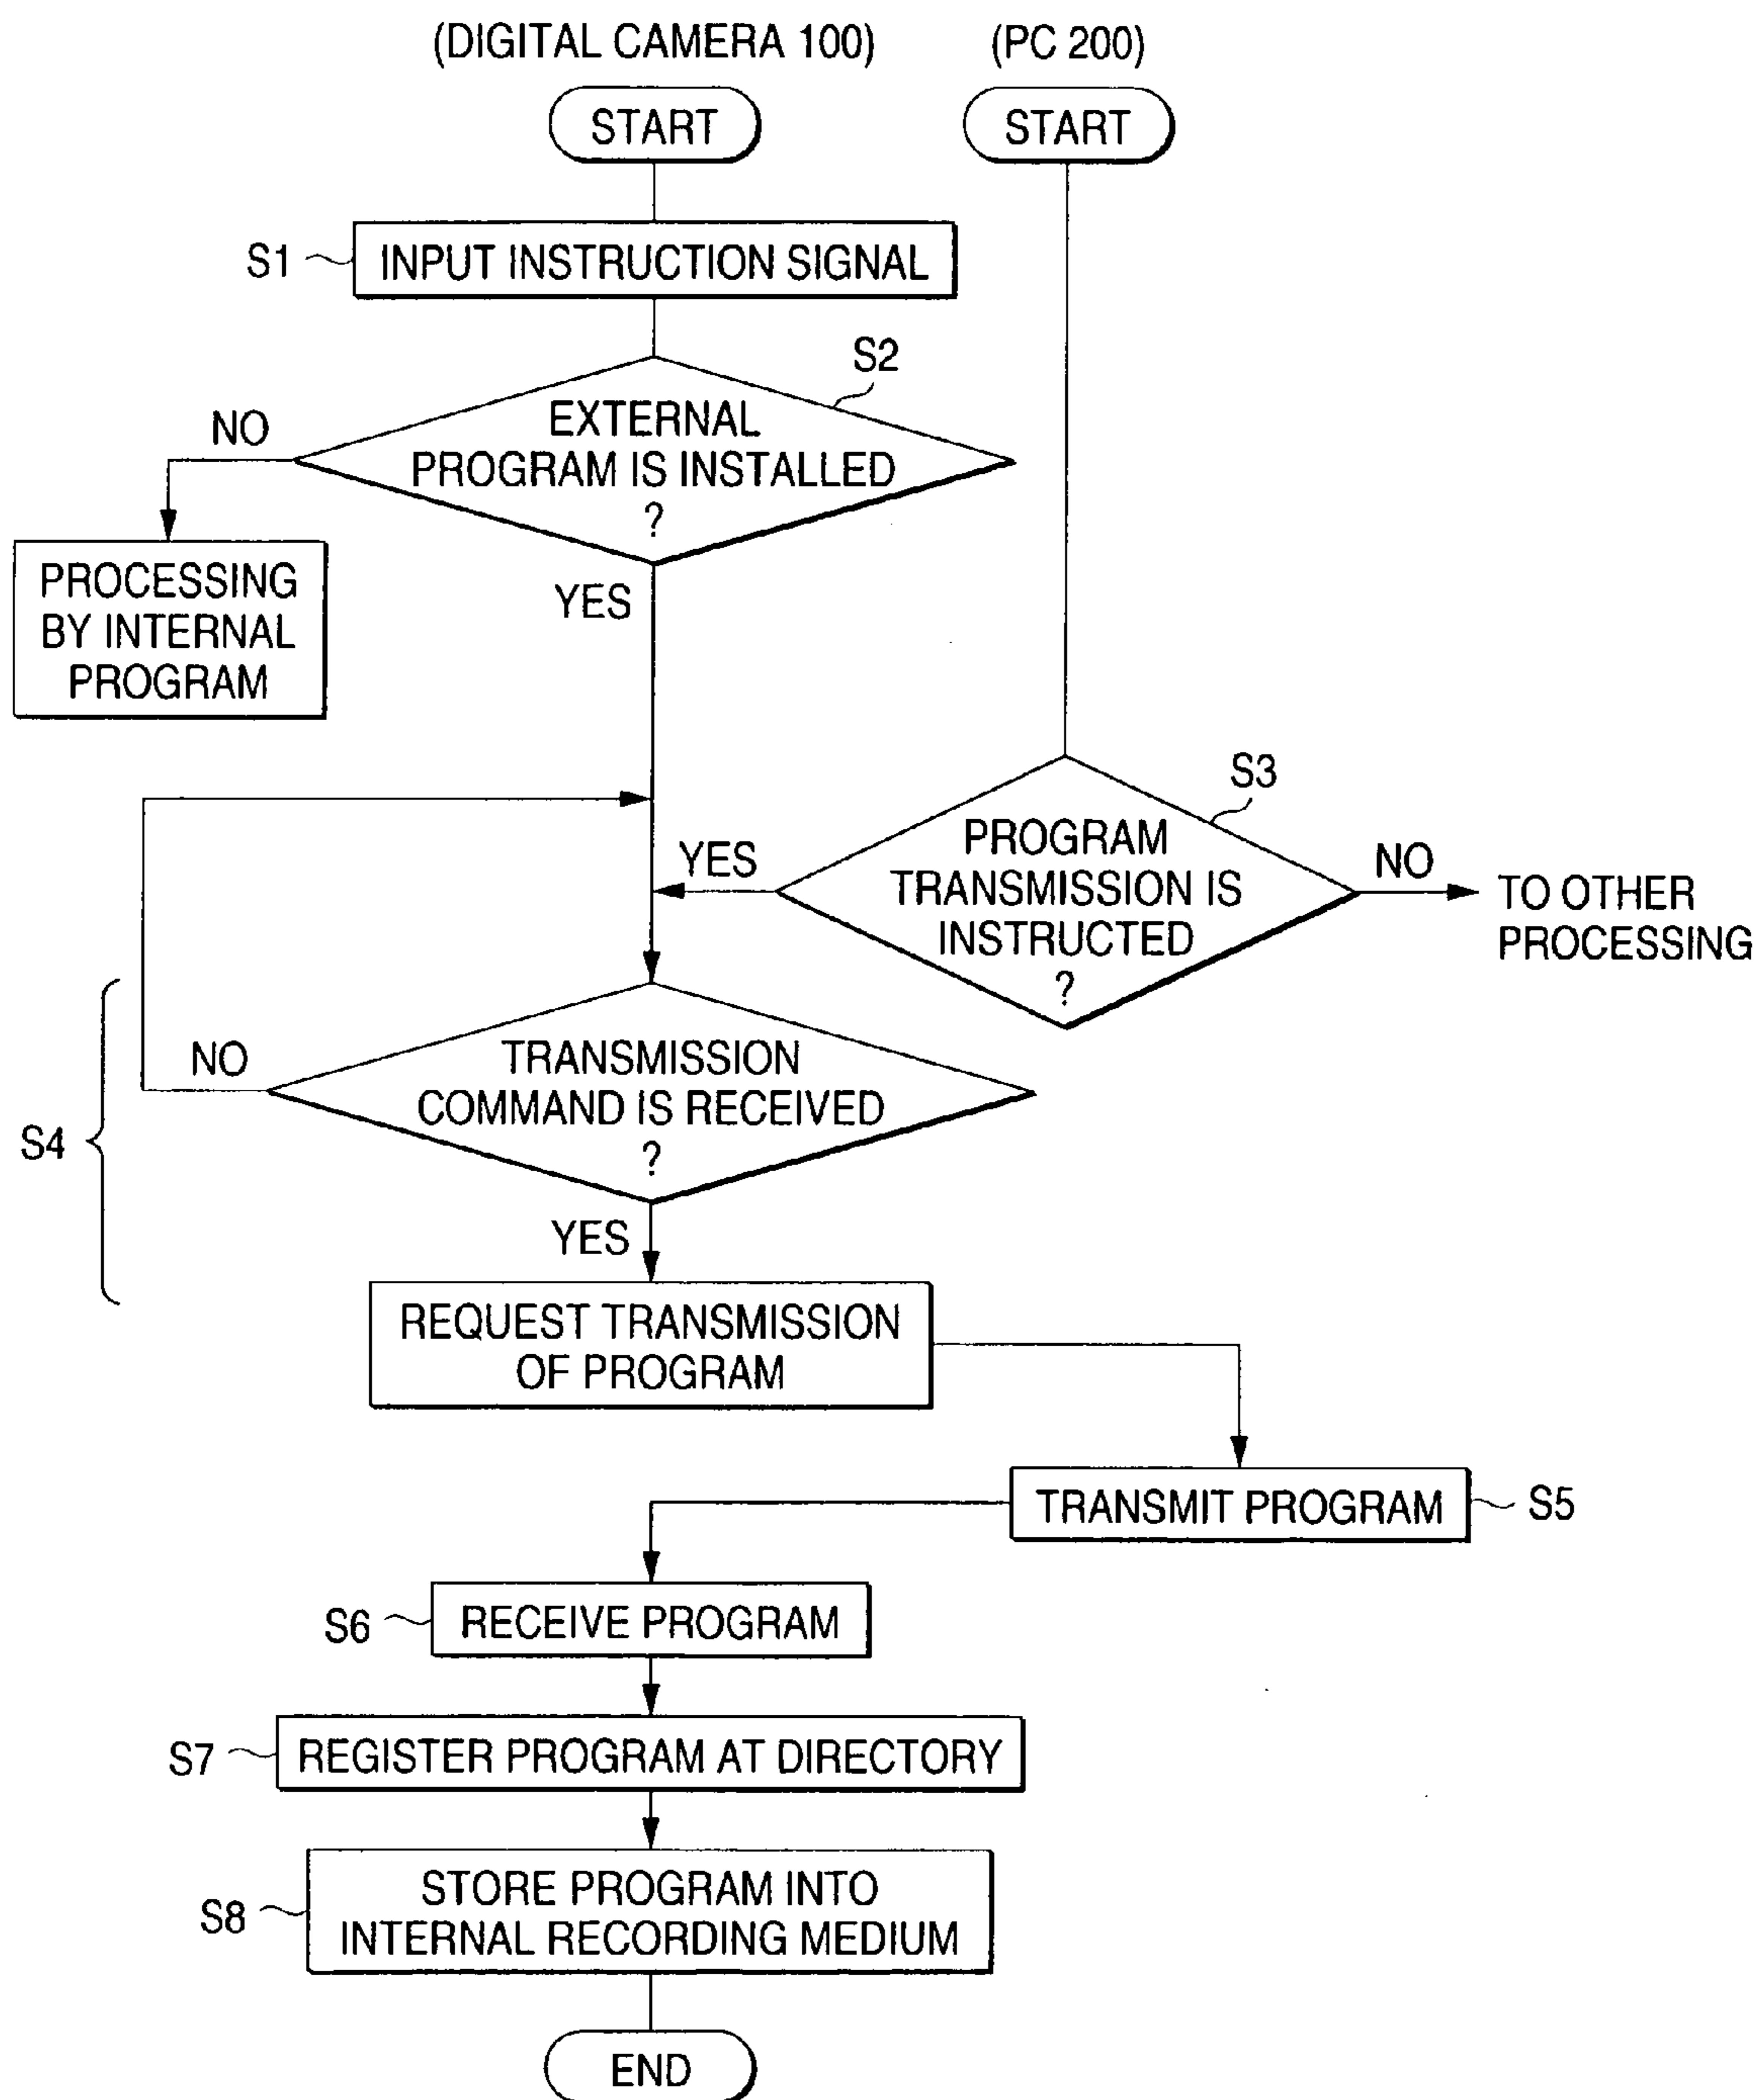 (DIGITAL CAMERA 100)
(PC 200)
START
START
S1
INPUT INSTRUCTION SIGNAL
S2
EXTERNAL
PROGRAM IS INSTALLED
?
NO
YES
PROCESSING
BY INTERNAL
PROGRAM
S3
PROGRAM
TRANSMISSION IS
INSTRUCTED
?
YES
NO
TO OTHER
PROCESSING
S4
TRANSMISSION
COMMAND IS RECEIVED
?
NO
YES
REQUEST TRANSMISSION
OF PROGRAM
TRANSMIT PROGRAM
S5
S6
RECEIVE PROGRAM
S7
REGISTER PROGRAM AT DIRECTORY
S8
STORE PROGRAM INTO
INTERNAL RECORDING MEDIUM
END